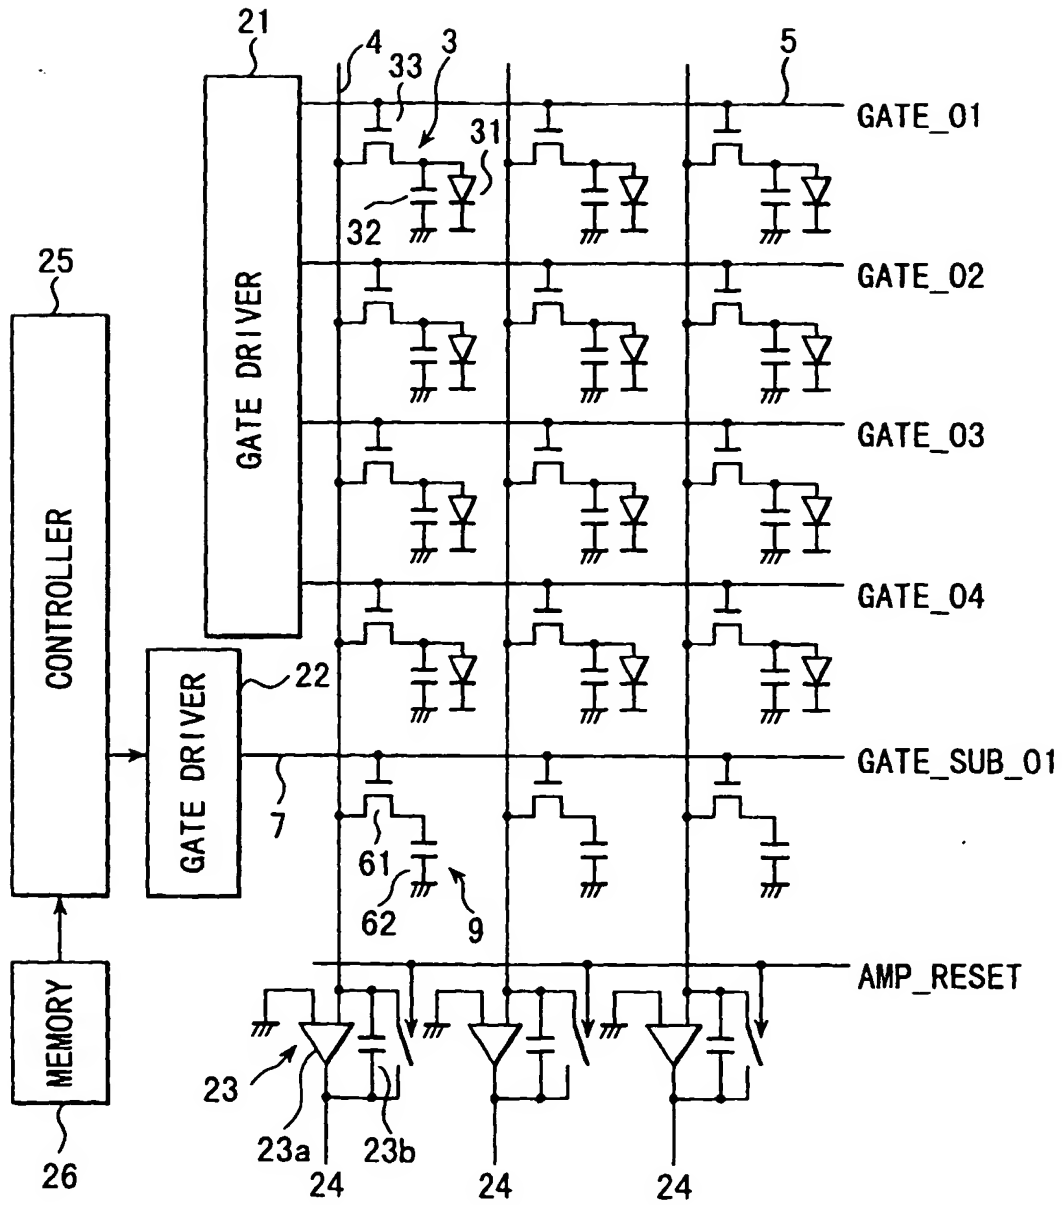 21
4
3
5
33
GATE_01
31
32
25
GATE_02
GATE DRIVER
GATE_03
CONTROLLER
GATE_04
22
GATE DRIVER
GATE_SUB_01
7
61
62
9
AMP_RESET
MEMORY
23
23a
23b
26
24
24
24